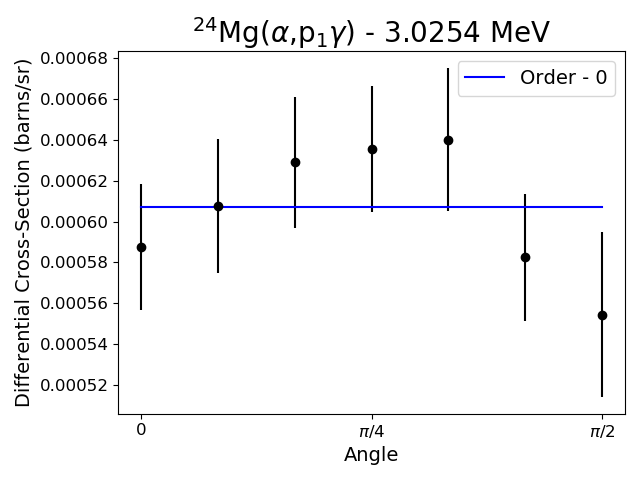 ²⁴Mg(α,p₁γ) - 3.0254 MeV
Order - 0
Differential Cross-Section (barns/sr)
0.00068
0.00066
0.00064
0.00062
0.00060
0.00058
0.00056
0.00054
0.00052
0 π/4 π/2
Angle